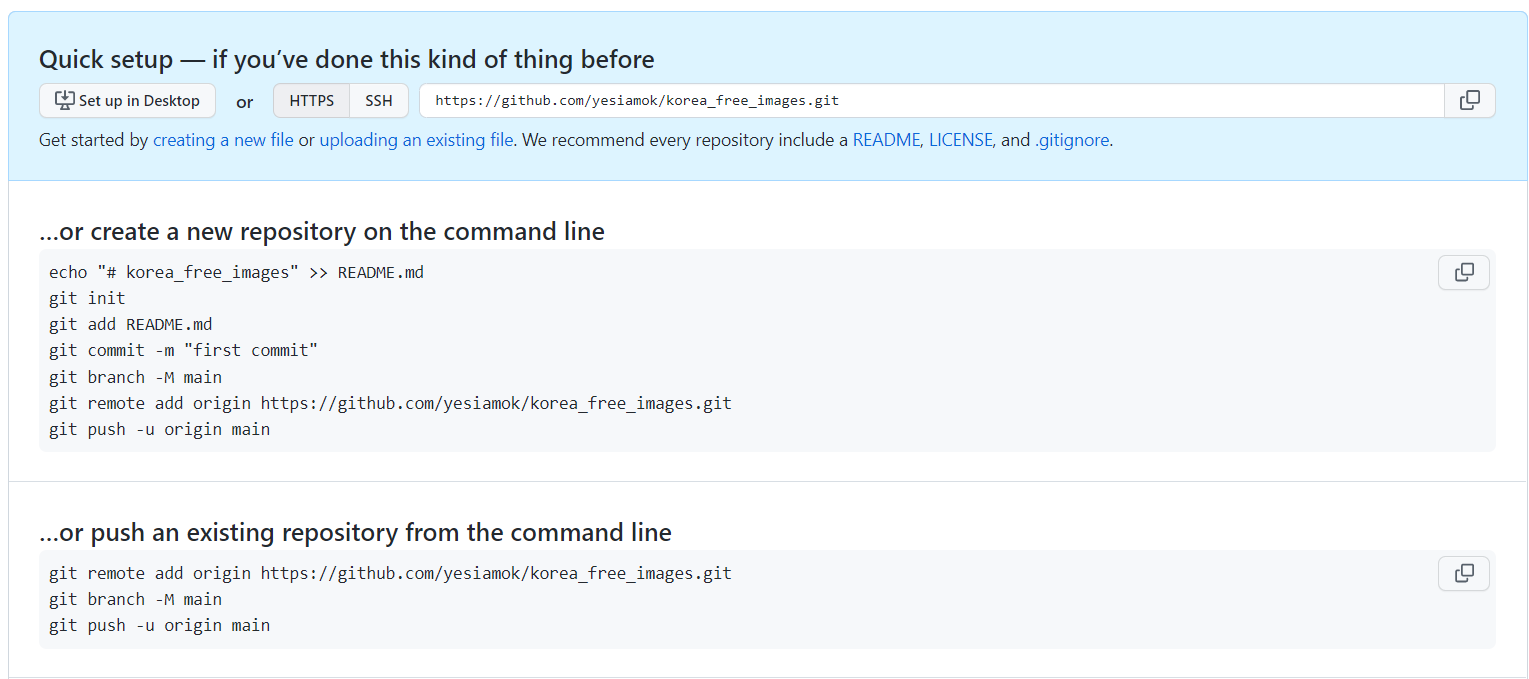 Quick setup — if you’ve done this kind of thing before
Set up in Desktop or HTTPS SSH https://github.com/yesiamok/korea_free_images.git
Get started by creating a new file or uploading an existing file. We recommend every repository include a README, LICENSE, and .gitignore.
…or create a new repository on the command line
echo "# korea_free_images" >> README.md
git init
git add README.md
git commit -m "first commit"
git branch -M main
git remote add origin https://github.com/yesiamok/korea_free_images.git
git push -u origin main
…or push an existing repository from the command line
git remote add origin https://github.com/yesiamok/korea_free_images.git
git branch -M main
git push -u origin main